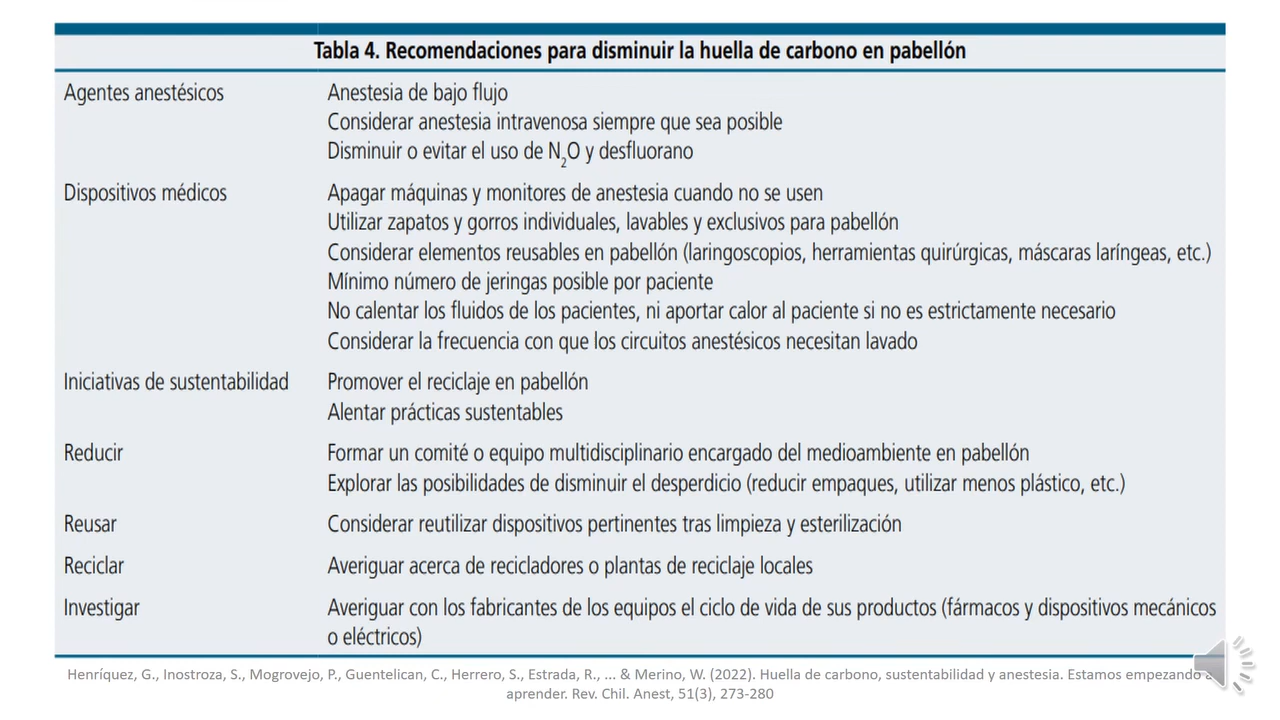 Tabla 4. Recomendaciones para disminuir la huella de carbono en pabellón
Agentes anestésicos
Anestesia de bajo flujo
Considerar anestesia intravenosa siempre que sea posible
Disminuir o evitar el uso de N₂O y desfluorano
Dispositivos médicos
Apagar máquinas y monitores de anestesia cuando no se usen
Utilizar zapatos y gorros individuales, lavables y exclusivos para pabellón
Considerar elementos reusables en pabellón (laringoscopios, herramientas quirúrgicas, máscaras laríngeas, etc.)
Mínimo número de jeringas posible por paciente
No calentar los fluidos de los pacientes, ni aportar calor al paciente si no es estrictamente necesario
Considerar la frecuencia con que los circuitos anestésicos necesitan lavado
Iniciativas de sustentabilidad
Promover el reciclaje en pabellón
Alentar prácticas sustentables
Reducir
Formar un comité o equipo multidisciplinario encargado del medioambiente en pabellón
Explorar las posibilidades de disminuir el desperdicio (reducir empaques, utilizar menos plástico, etc.)
Reusar
Considerar reutilizar dispositivos pertinentes tras limpieza y esterilización
Reciclar
Averiguar acerca de recicladores o plantas de reciclaje locales
Investigar
Averiguar con los fabricantes de los equipos el ciclo de vida de sus productos (fármacos y dispositivos mecánicos
o eléctricos)
Henríquez, G., Inostroza, S., Mogrovejo, P., Guentelican, C., Herrero, S., Estrada, R., ... & Merino, W. (2022). Huella de carbono, sustentabilidad y anestesia. Estamos empezando a
aprender. Rev. Chil. Anest, 51(3), 273-280